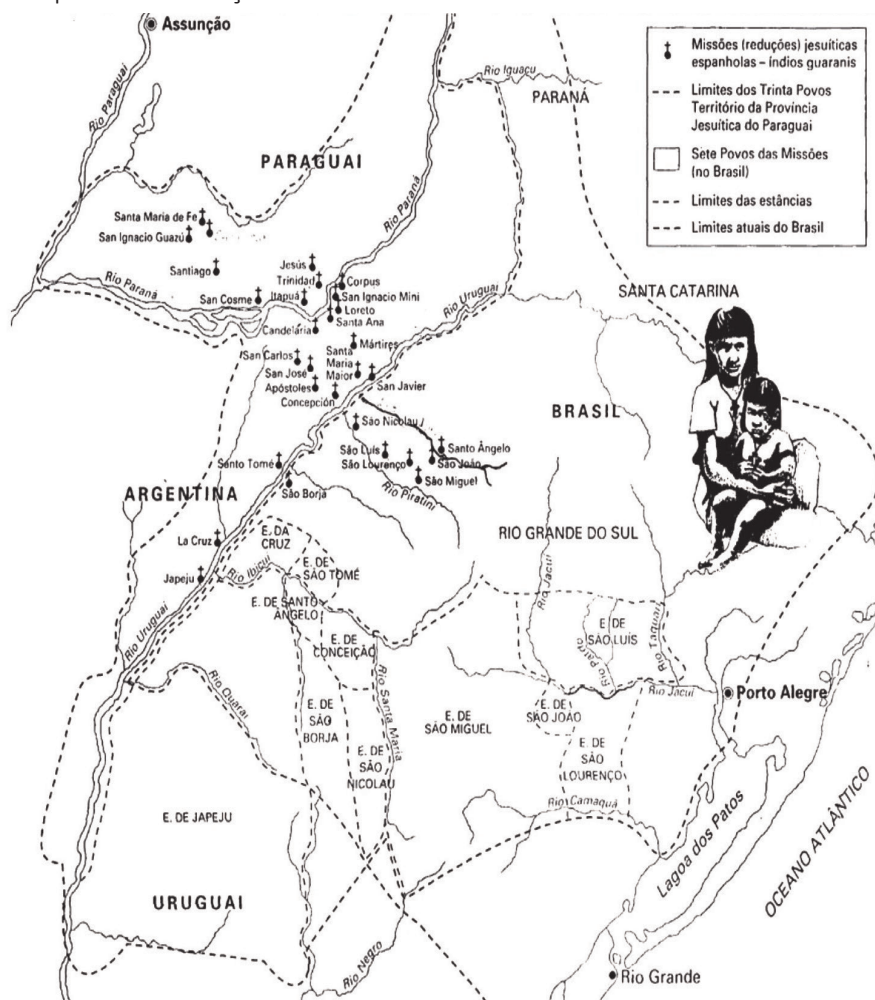 Assunção
Missões (reduções) jesuíticas
espanholas – índios guaranis
Limites dos Trinta Povos
Território da Província
Jesuítica do Paraguai
Sete Povos das Missões
(no Brasil)
Limites das estâncias
Limites atuais do Brasil
Rio Iguaçu
PARANÁ
Rio Paraguai
PARAGUAI
Rio Paraná
Santa Maria de Fe
San Ignacio Guazú
Santiago
Jesús
Trinidad
Corpus
Rio Paraná
San Cosme
Itapuá
San Ignacio Mini
Loreto
Santa Ana
Candelária
Rio Uruguai
SANTA CATARINA
Mártires
San Carlos
Santa
Maria
Maior
San José
Apóstoles
San Javier
Concepción
BRASIL
São Nicolau
Santo Ângelo
São Luís
São Lourenço
São João
São Miguel
Santo Tomé
São Borja
Rio Piratini
ARGENTINA
RIO GRANDE DO SUL
La Cruz
E. DA
CRUZ
Japeju
Rio Ibicuí
E. DE
SÃO TOMÉ
E. DE SANTO
ÂNGELO
E. DE
CONCEIÇÃO
Rio Jacuí
E. DE
SÃO LUÍS
Rio Pardo
Rio Taquari
Rio Uruguai
Rio Quaraí
Rio Santa Maria
Rio Jacuí
Porto Alegre
E. DE
SÃO
BORJA
E. DE
SÃO MIGUEL
E. DE
SÃO JOÃO
E. DE
SÃO
NICOLAU
E. DE
SÃO
LOURENÇO
Rio Camaquã
E. DE JAPEJU
Lagoa dos Patos
OCEANO ATLÂNTICO
URUGUAI
Rio Negro
Rio Grande